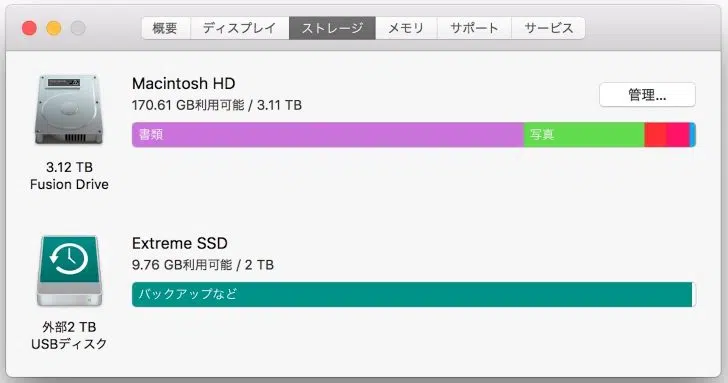 概要 ディスプレイ ストレージ メモリ サポート サービス
Macintosh HD
170.61 GB利用可能 / 3.11 TB
管理...
書類 写真
3.12 TB
Fusion Drive
Extreme SSD
9.76 GB利用可能 / 2 TB
バックアップなど
外部2 TB
USBディスク